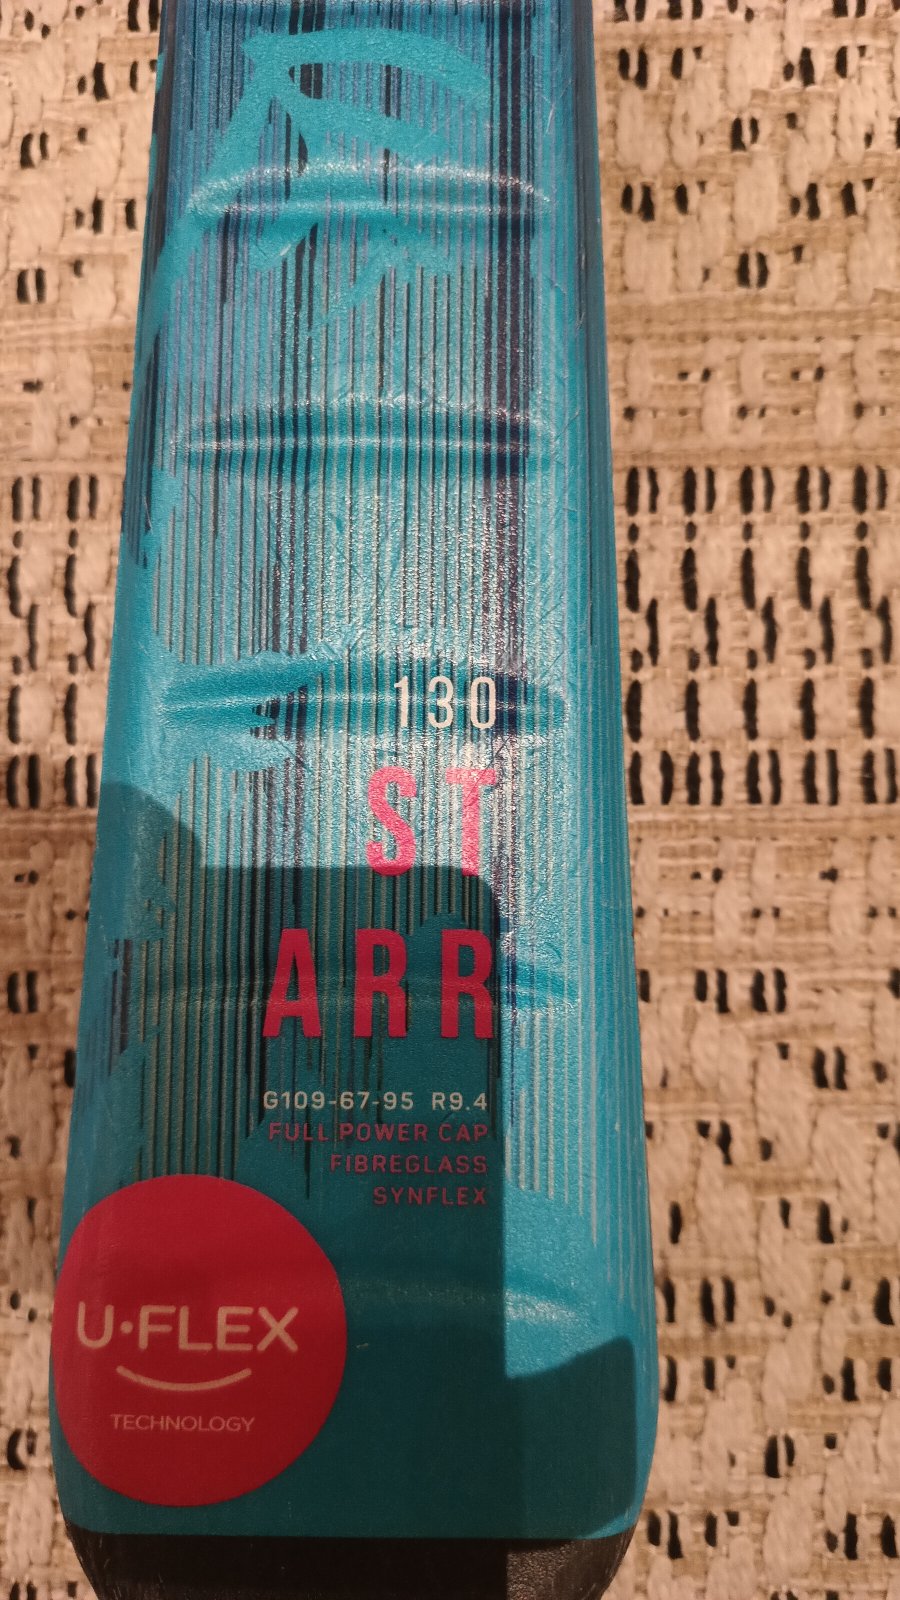 130
ST
ARR
G109-67-95 R9.4
FULL POWER CAP
FIBREGLASS
SYNFLEX
U•FLEX
TECHNOLOGY